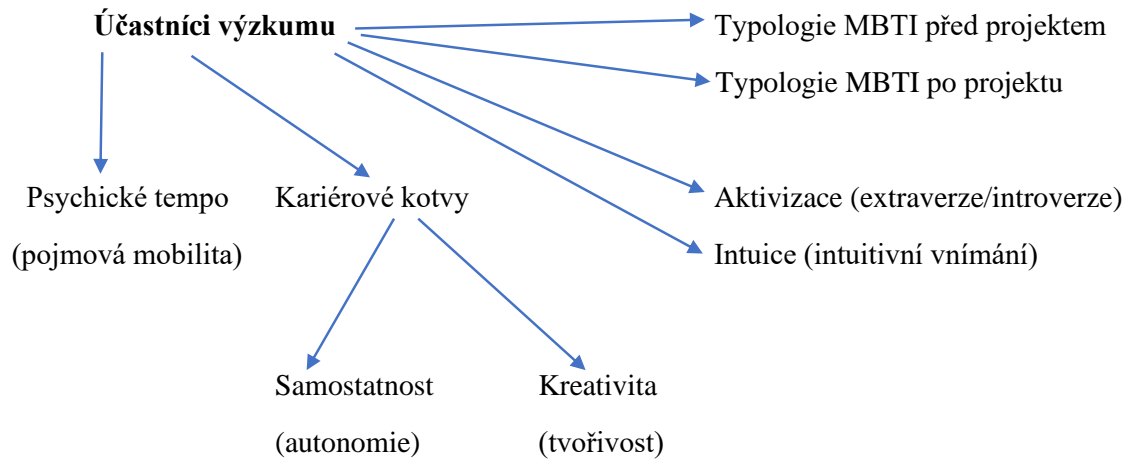 Účastníci výzkumu
Typologie MBTI před projektem
Typologie MBTI po projektu
Psychické tempo
(pojmová mobilita)
Kariérové kotvy
Aktivizace (extraverze/introverze)
Intuice (intuitivní vnímání)
Samostatnost
(autonomie)
Kreativita
(tvořivost)